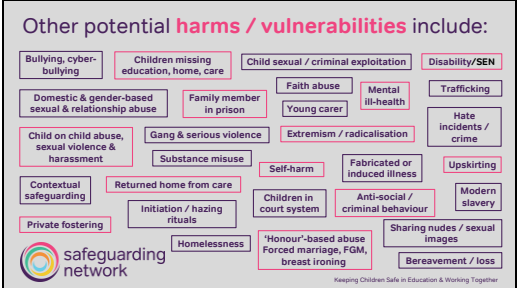 Other potential harms / vulnerabilities include:
Bullying, cyber-
bullying
Children missing
education, home, care
Child sexual / criminal exploitation
Disability/SEN
Domestic & gender-based
sexual & relationship abuse
Family member
in prison
Faith abuse
Young carer
Mental
ill-health
Trafficking
Hate
incidents /
crime
Child on child abuse,
sexual violence &
harassment
Gang & serious violence
Extremism / radicalisation
Substance misuse
Self-harm
Fabricated or
induced illness
Upskirting
Contextual
safeguarding
Returned home from care
Children in
court system
Anti-social /
criminal behaviour
Modern
slavery
Private fostering
Initiation / hazing
rituals
Sharing nudes / sexual
images
Homelessness
‘Honour’-based abuse
Forced marriage, FGM,
breast ironing
Bereavement / loss
safeguarding
network
Keeping Children Safe in Education & Working Together